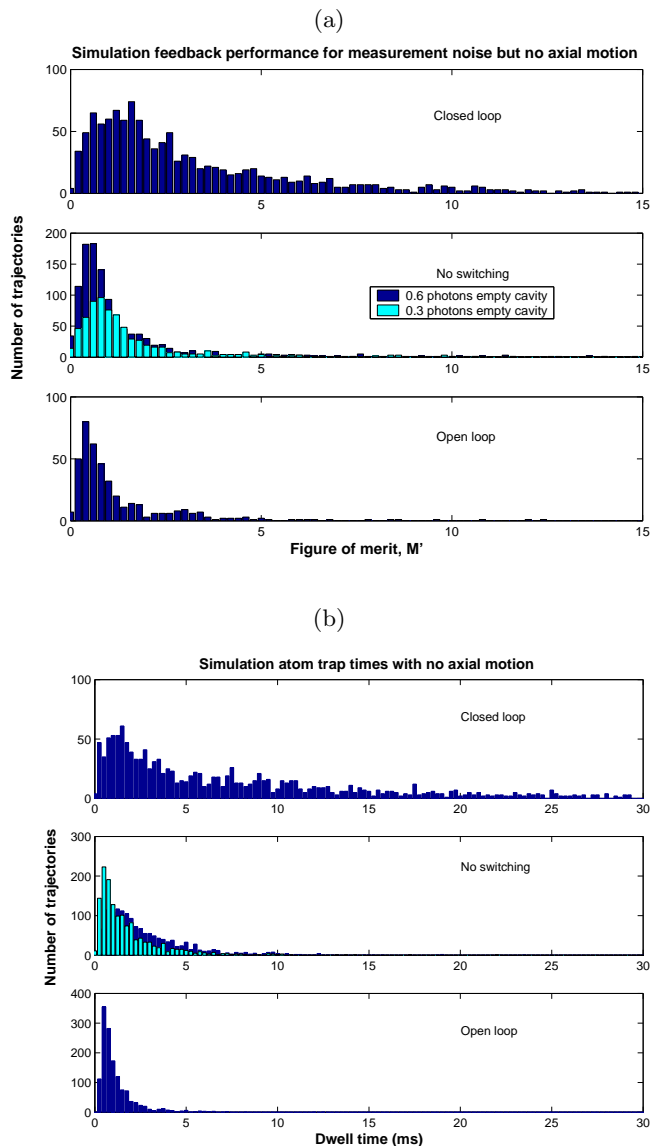 (a)
Simulation feedback performance for measurement noise but no axial motion
100
50
0
0 5 10 15
Closed loop
200
150
100
50
0
0 5 10 15
No switching
0.6 photons empty cavity
0.3 photons empty cavity
Number of trajectories
100
50
0
0 5 10 15
Open loop
Figure of merit, M'
(b)
Simulation atom trap times with no axial motion
100
50
0
0 5 10 15 20 25 30
Closed loop
300
200
100
0
0 5 10 15 20 25 30
No switching
Number of trajectories
400
300
200
100
0
0 5 10 15 20 25 30
Open loop
Dwell time (ms)